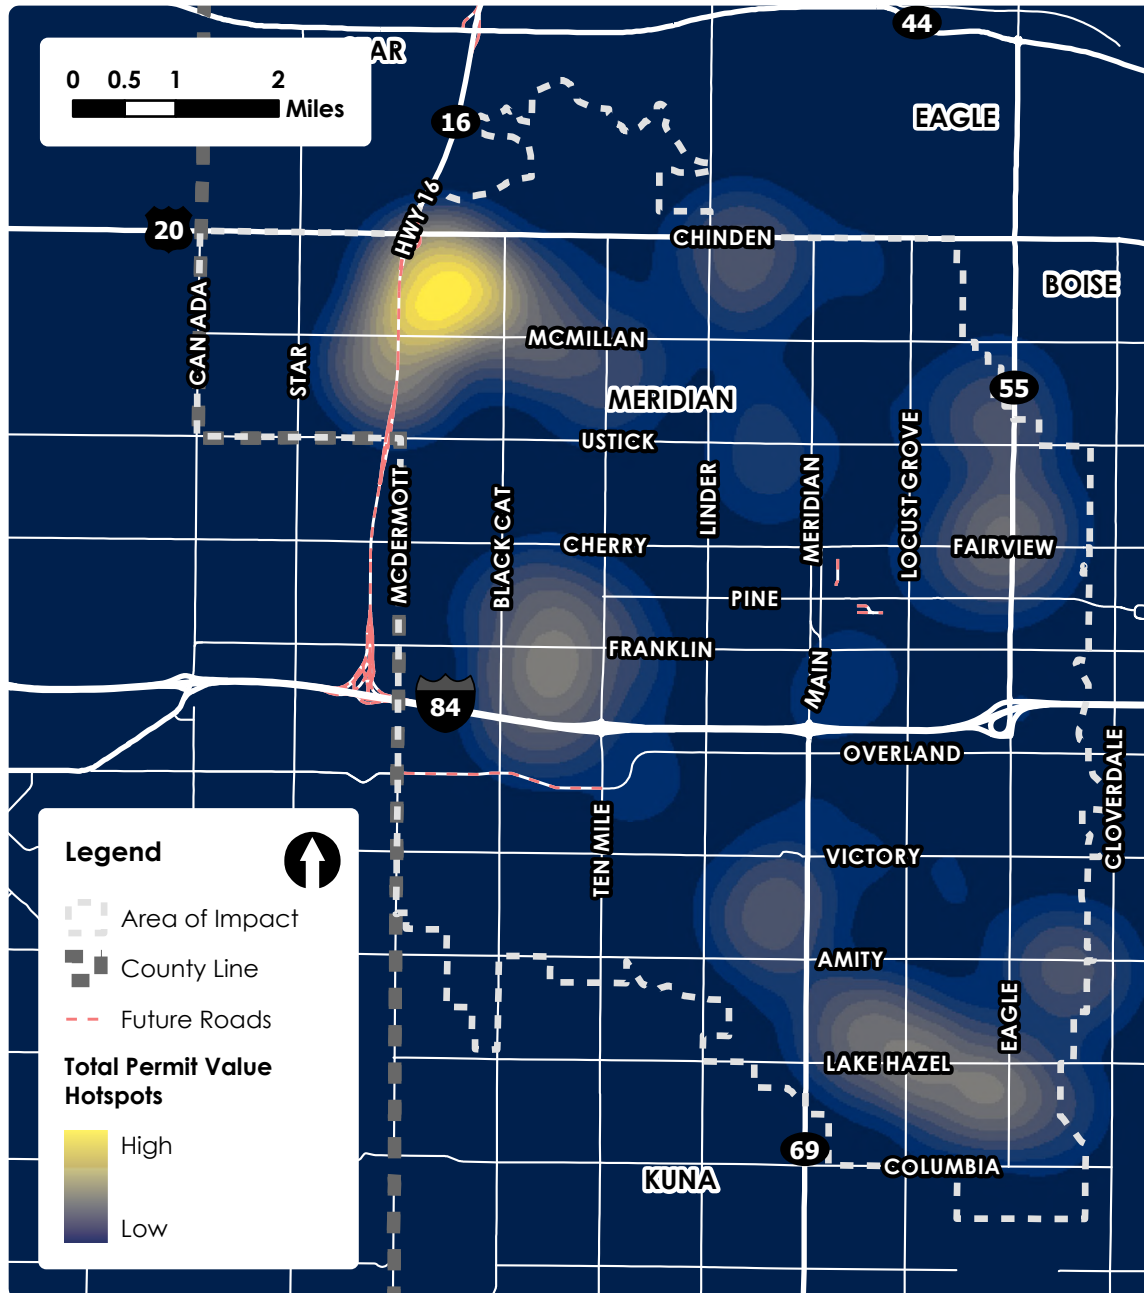 44
AR
0 0.5 1 2
Miles
16
EAGLE
HWY 16
20
CHINDEN
BOISE
CANADA
STAR
MCMILLAN
MERIDIAN
55
USTICK
LINDER
MERIDIAN
LOCUST GROVE
MCDERMOTT
BLACK CAT
CHERRY
FAIRVIEW
PINE
FRANKLIN
MAIN
84
OVERLAND
CLOVERDALE
TEN MILE
VICTORY
AMITY
EAGLE
LAKE HAZEL
69
COLUMBIA
KUNA
Legend
Area of Impact
County Line
Future Roads
Total Permit Value
Hotspots
High
Low